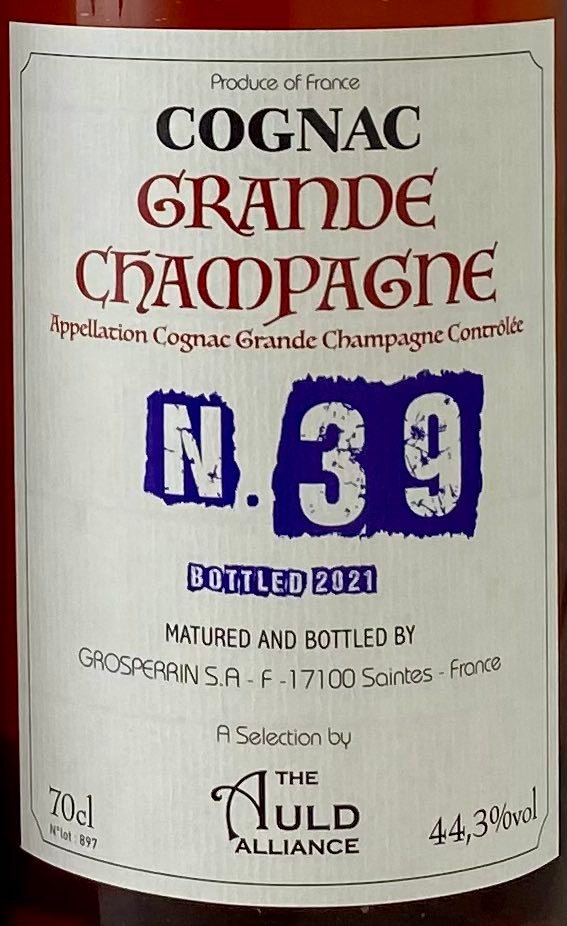 Produce of France
COGNAC
GRANDE
CHAMPAGNE
Appellation Cognac Grande Champagne Contrôlée
N.39
BOTTLED 2021
MATURED AND BOTTLED BY
GROSPERRIN S.A - F -17100 Saintes - France
A Selection by
THE
AULD
ALLIANCE
70cl
N°lot : 897
44,3%vol